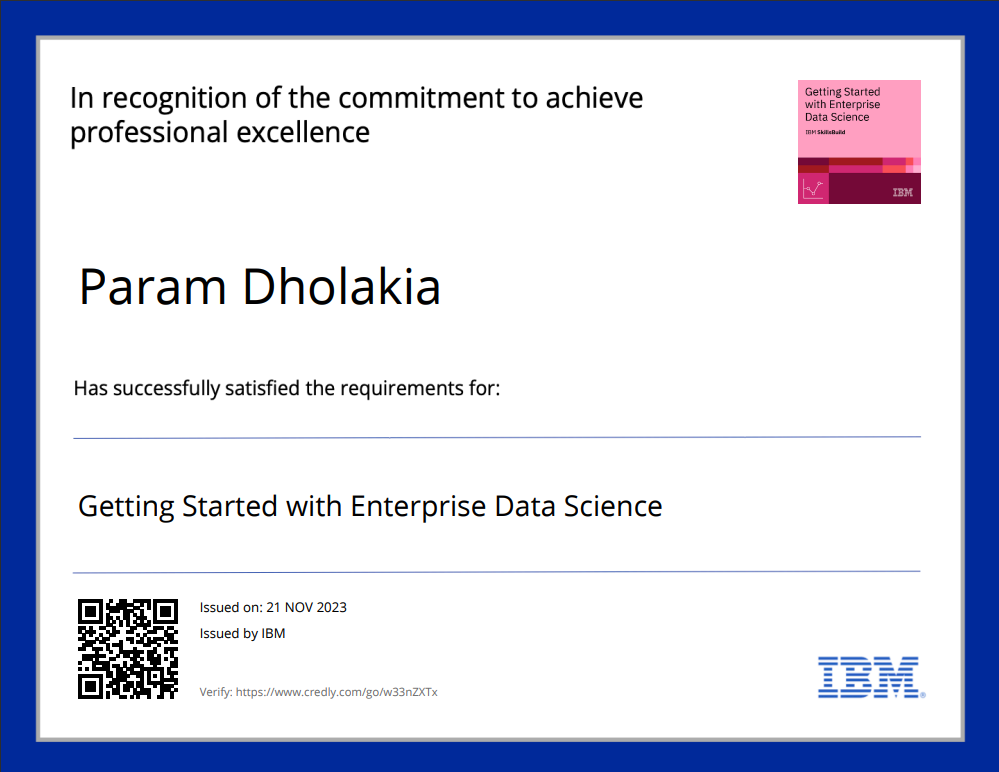 In recognition of the commitment to achieve
professional excellence
Getting Started
with Enterprise
Data Science
IBM SkillsBuild
IBM
Param Dholakia
Has successfully satisfied the requirements for:
Getting Started with Enterprise Data Science
Issued on: 21 NOV 2023
Issued by IBM
Verify: https://www.credly.com/go/w33nZXTx
IBM®